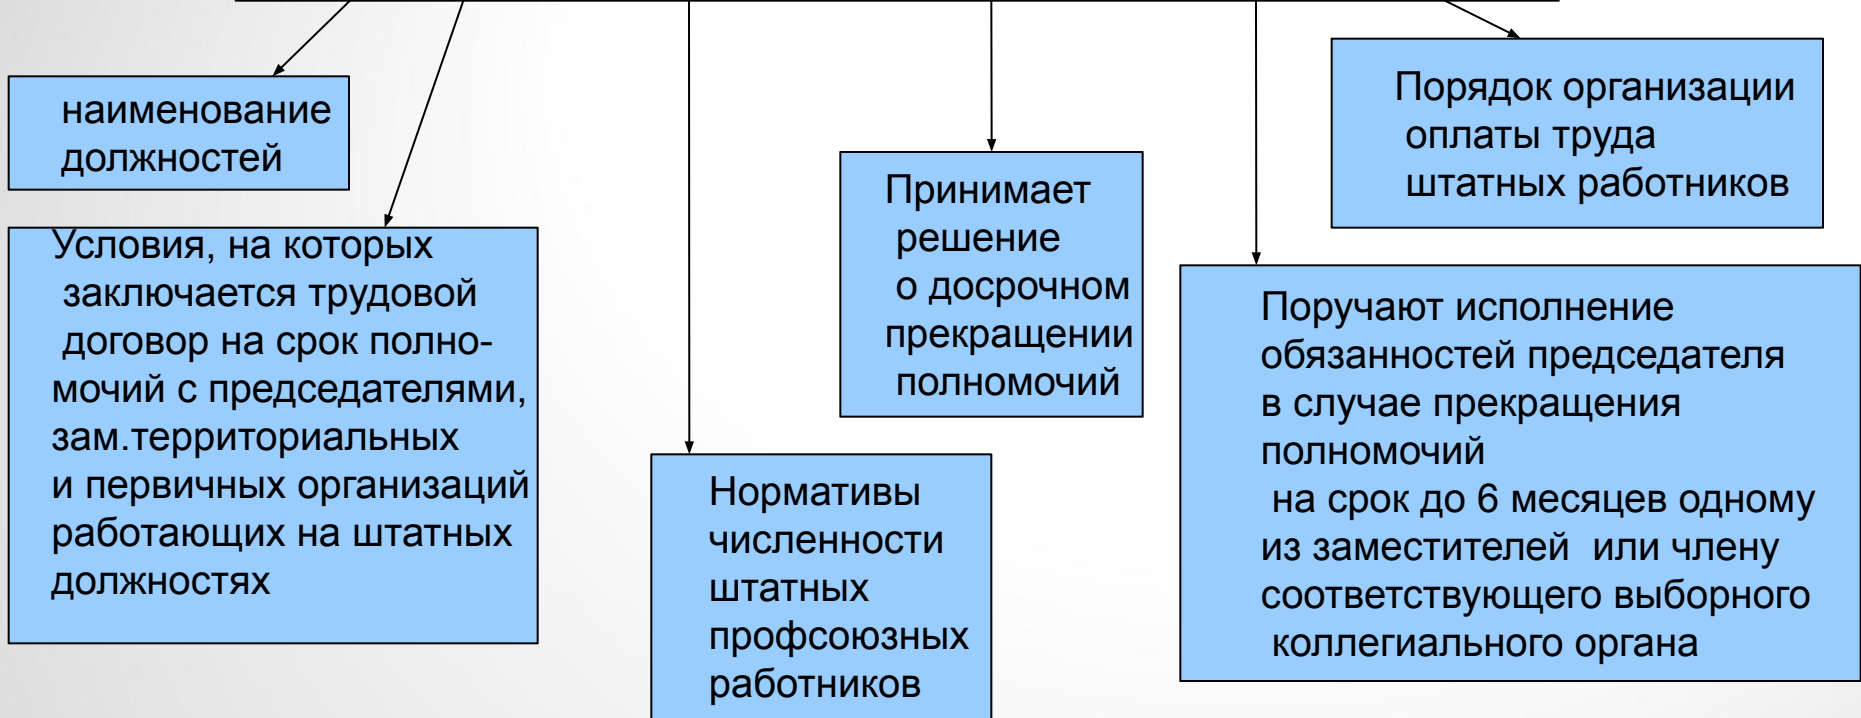 наименование
должностей
Условия, на которых
заключается трудовой
договор на срок полно-
мочий с председателями,
зам.территориальных
и первичных организаций
работающих на штатных
должностях
Нормативы
численности
штатных
профсоюзных
работников
Принимает
решение
о досрочном
прекращении
полномочий
Порядок организации
оплаты труда
штатных работников
Поручают исполнение
обязанностей председателя
в случае прекращения
полномочий
на срок до 6 месяцев одному
из заместителей или члену
соответствующего выборного
коллегиального органа